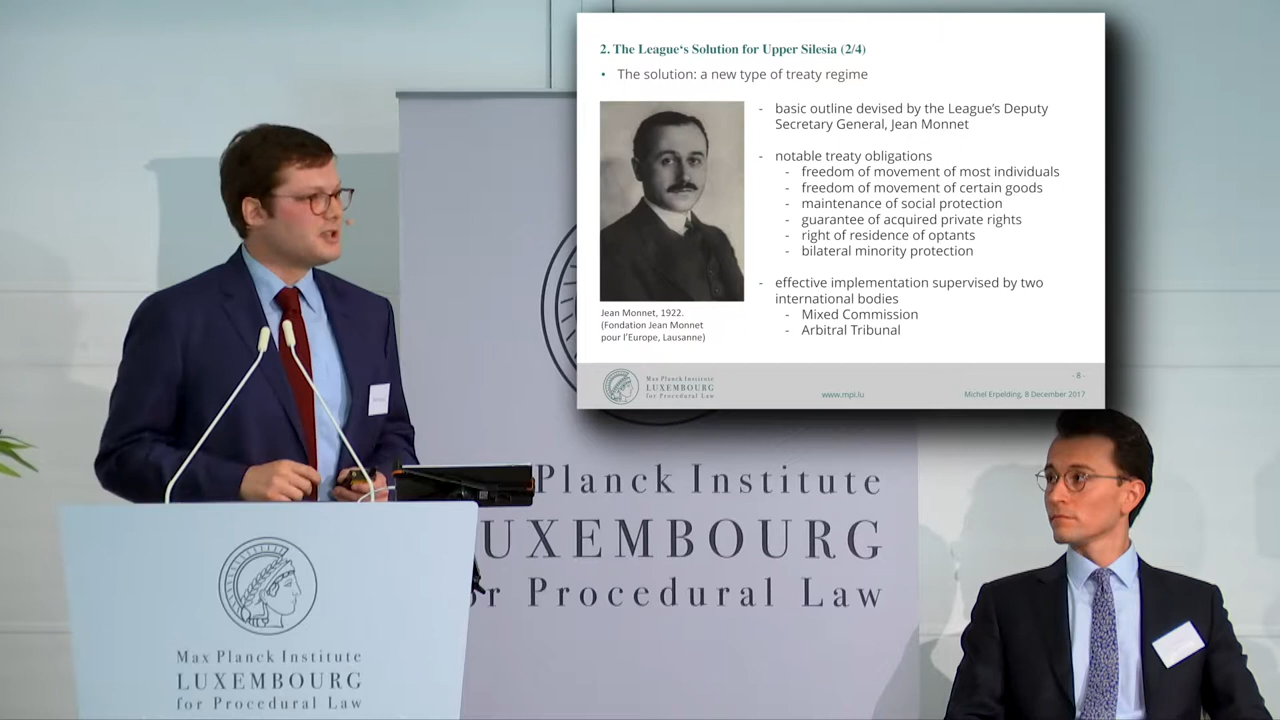 2. The League‘s Solution for Upper Silesia (2/4)
• The solution: a new type of treaty regime
- basic outline devised by the League’s Deputy
Secretary General, Jean Monnet
- notable treaty obligations
- freedom of movement of most individuals
- freedom of movement of certain goods
- maintenance of social protection
- guarantee of acquired private rights
- right of residence of optants
- bilateral minority protection
- effective implementation supervised by two
international bodies
- Mixed Commission
- Arbitral Tribunal
Jean Monnet, 1922.
(Fondation Jean Monnet
pour l’Europe, Lausanne)
Max Planck Institute
LUXEMBOURG
for Procedural Law
www.mpi.lu
- 8 -
Michel Erpelding, 8 December 2017
Planck Institute
UXEMBOURG
r Procedural Law
Max Planck Institute
LUXEMBOURG
for Procedural Law